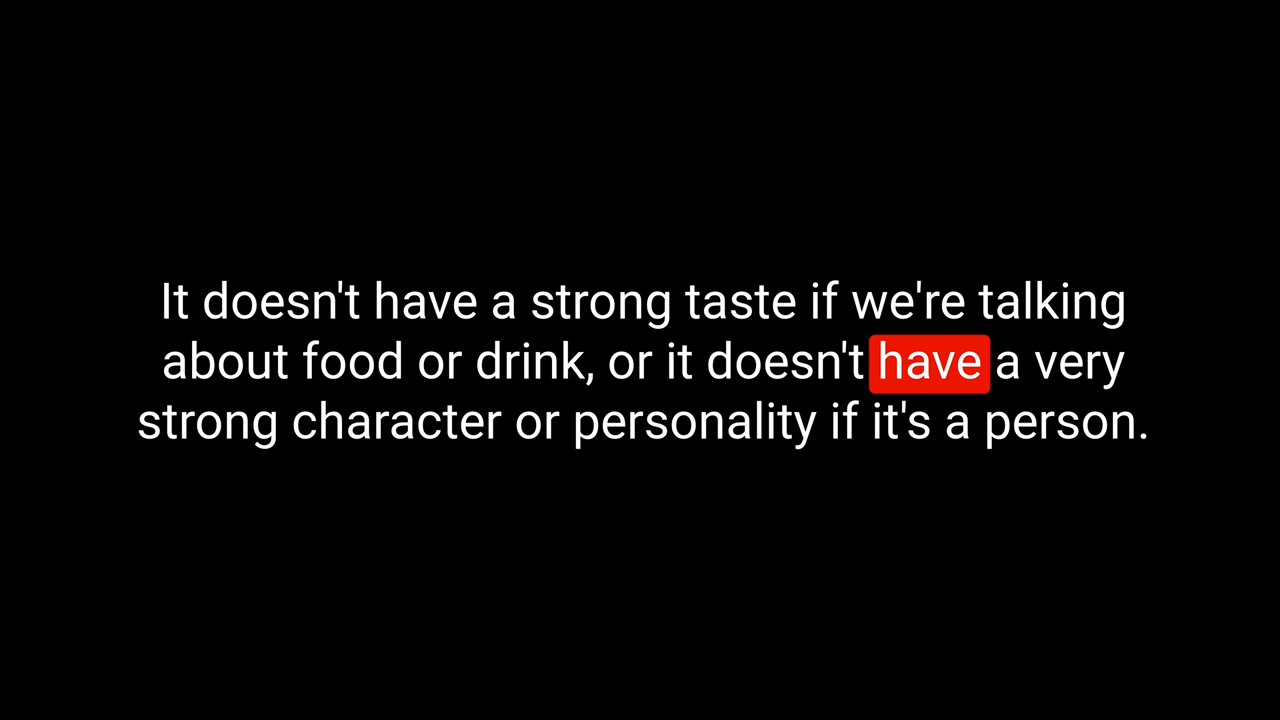 It doesn't have a strong taste if we're talking
about food or drink, or it doesn't have a very
strong character or personality if it's a person.